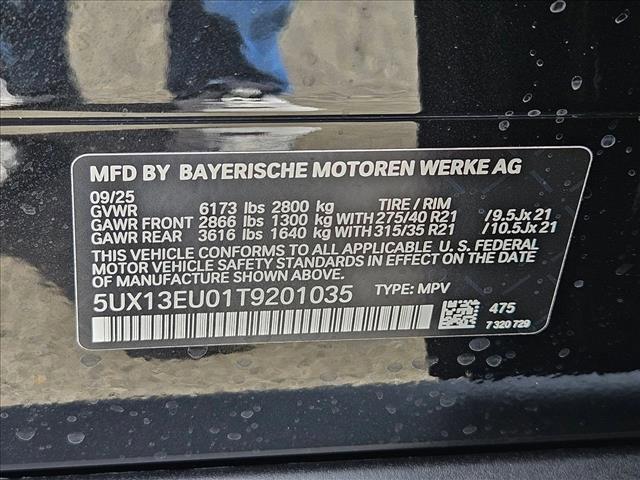 MFD BY BAYERISCHE MOTOREN WERKE AG
09/25
GVWR 6173 lbs 2800 kg TIRE / RIM
GAWR FRONT 2866 lbs 1300 kg WITH 275/40 R21 /9.5Jx21
GAWR REAR 3616 lbs 1640 kg WITH 315/35 R21 /10.5Jx21
THIS VEHICLE CONFORMS TO ALL APPLICABLE U. S. FEDERAL
MOTOR VEHICLE SAFETY STANDARDS IN EFFECT ON THE
DATE OF MANUFACTURE SHOWN ABOVE.
5UX13EU01T9201035 TYPE: MPV
475
7 320 729